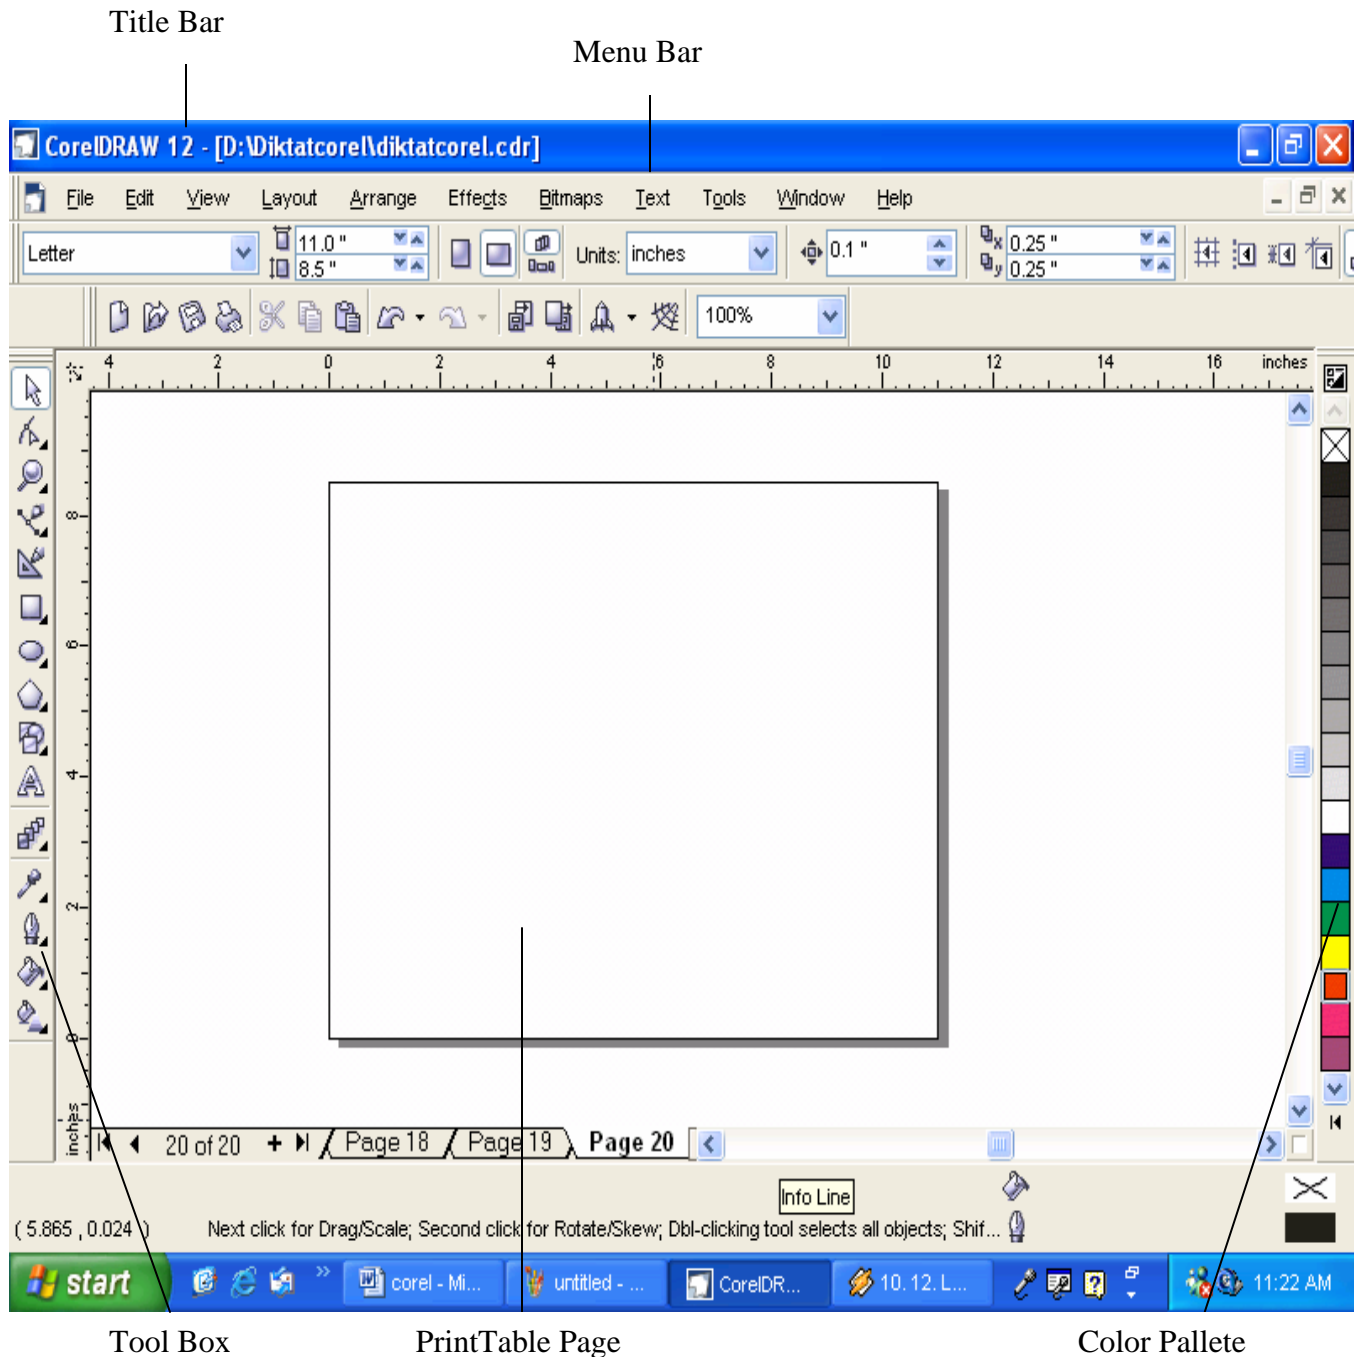 Title Bar
Menu Bar
CorelDRAW 12 - [D:\Diktatcorel\diktatcorel.cdr]
File Edit View Layout Arrange Effects Bitmaps Text Tools Window Help
Letter 11.0 " 8.5 " Units: inches 0.1 " x 0.25 " y 0.25 "
100%
4 2 0 2 4 6 8 10 12 14 16 inches
8
6
4
2
0
inches
20 of 20 Page 18 Page 19 Page 20
Info Line
( 5.865 , 0.024 ) Next click for Drag/Scale; Second click for Rotate/Skew; Dbl-clicking tool selects all objects; Shif...
start corel - Mi... untitled - ... CorelDR... 10. 12. L... 11:22 AM
Tool Box PrintTable Page Color Pallete